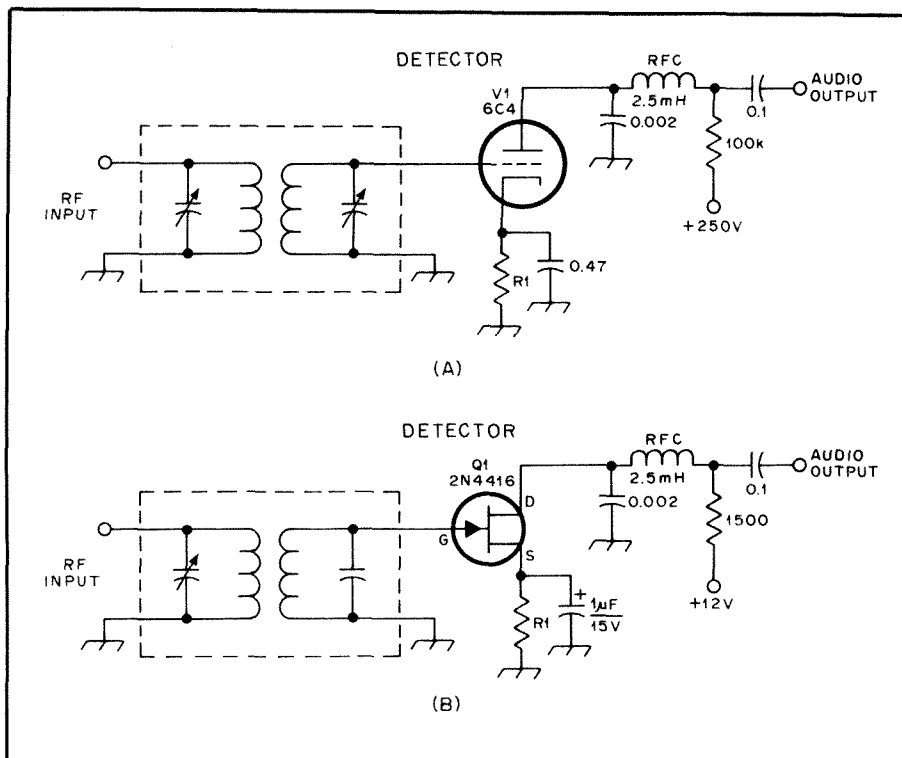 DETECTOR
V1
6C4
RFC
2.5mH
0.002
0.1
AUDIO
OUTPUT
100k
+250V
RF
INPUT
R1
0.47
(A)
DETECTOR
Q1
2N4416
D
G
S
RFC
2.5mH
0.002
0.1
AUDIO
OUTPUT
1500
+12V
RF
INPUT
R1
+
1µF
15V
(B)